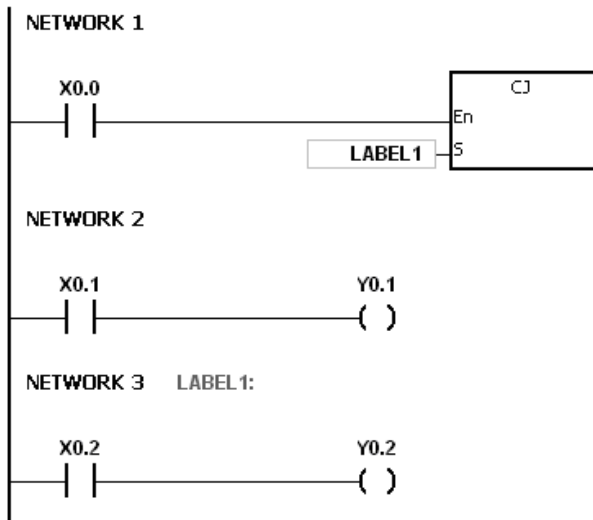 NETWORK 1
X0.0
CJ
En
LABEL1 S
NETWORK 2
X0.1 Y0.1
NETWORK 3 LABEL1:
X0.2 Y0.2